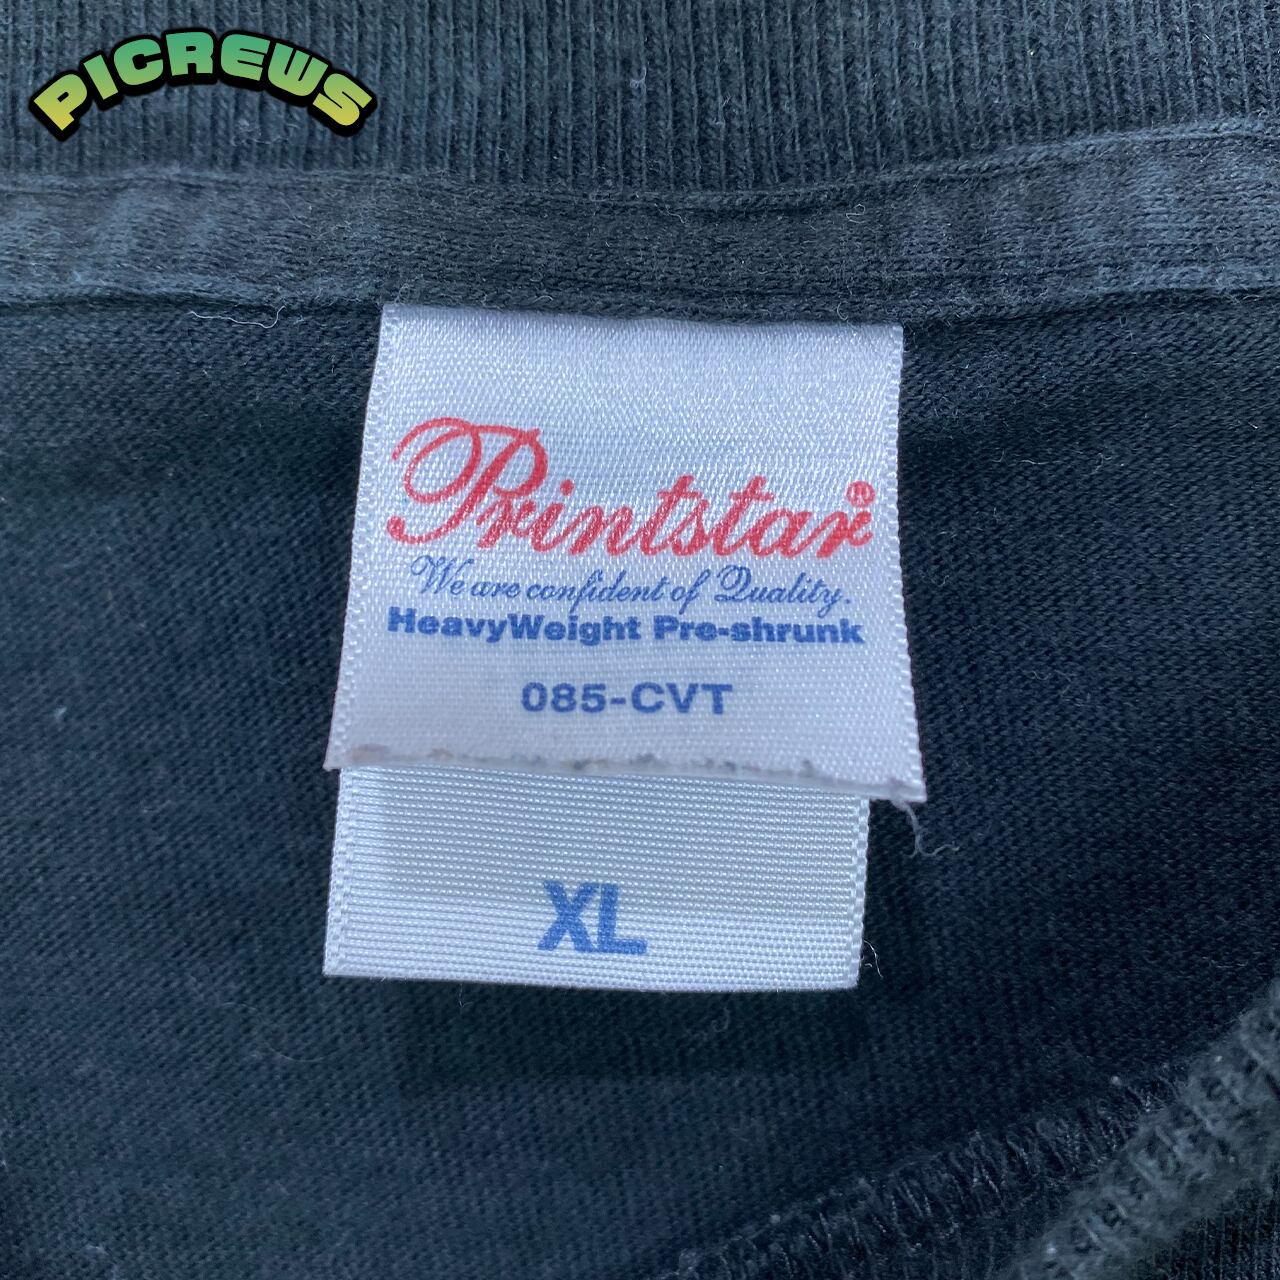 PICREWS
Printstar®
We are confident of Quality.
HeavyWeight Pre-shrunk
085-CVT
XL